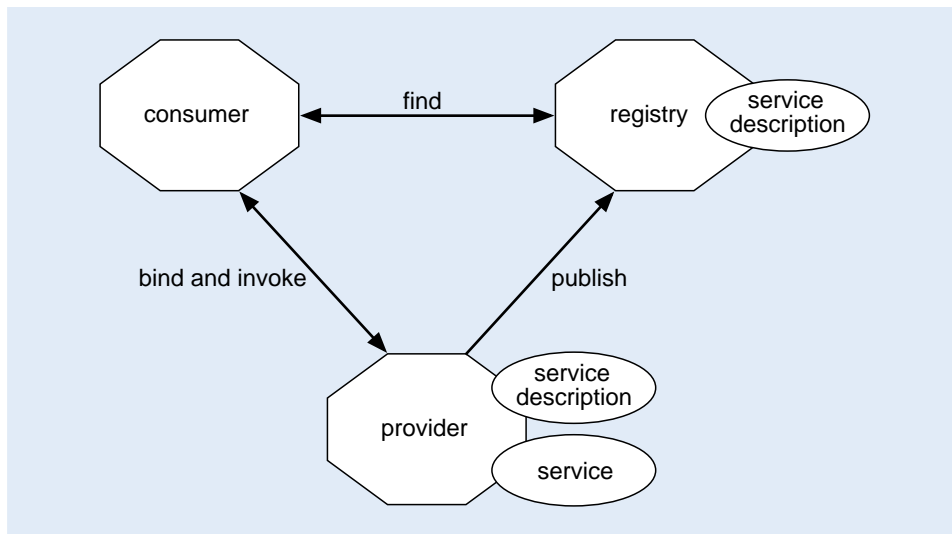 consumer
find
registry
service
description
bind and invoke
publish
provider
service
description
service